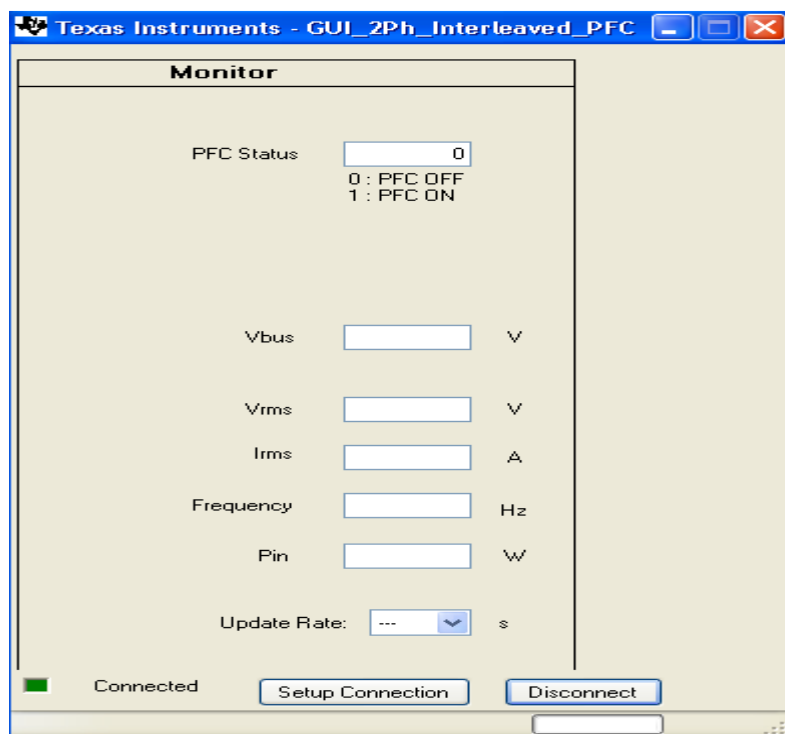 Texas Instruments - GUI_2Ph_Interleaved_PFC
Monitor
PFC Status 0
0 : PFC OFF
1 : PFC ON
Vbus V
Vrms V
Irms A
Frequency Hz
Pin W
Update Rate: --- s
Connected Setup Connection Disconnect